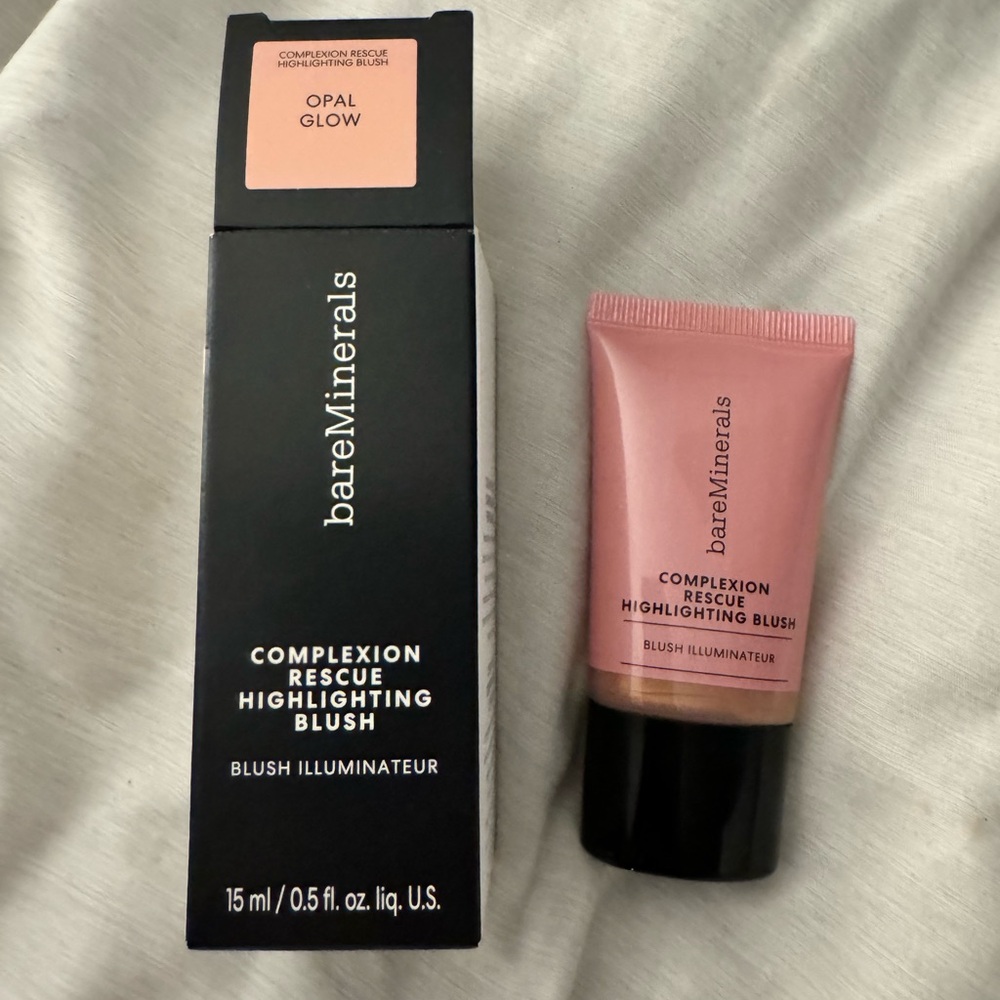 COMPLEXION RESCUE
HIGHLIGHTING BLUSH
OPAL
GLOW
bareMinerals
COMPLEXION
RESCUE
HIGHLIGHTING
BLUSH
BLUSH ILLUMINATEUR
15 ml / 0.5 fl. oz. liq. U.S.
bareMinerals
COMPLEXION
RESCUE
HIGHLIGHTING BLUSH
BLUSH ILLUMINATEUR